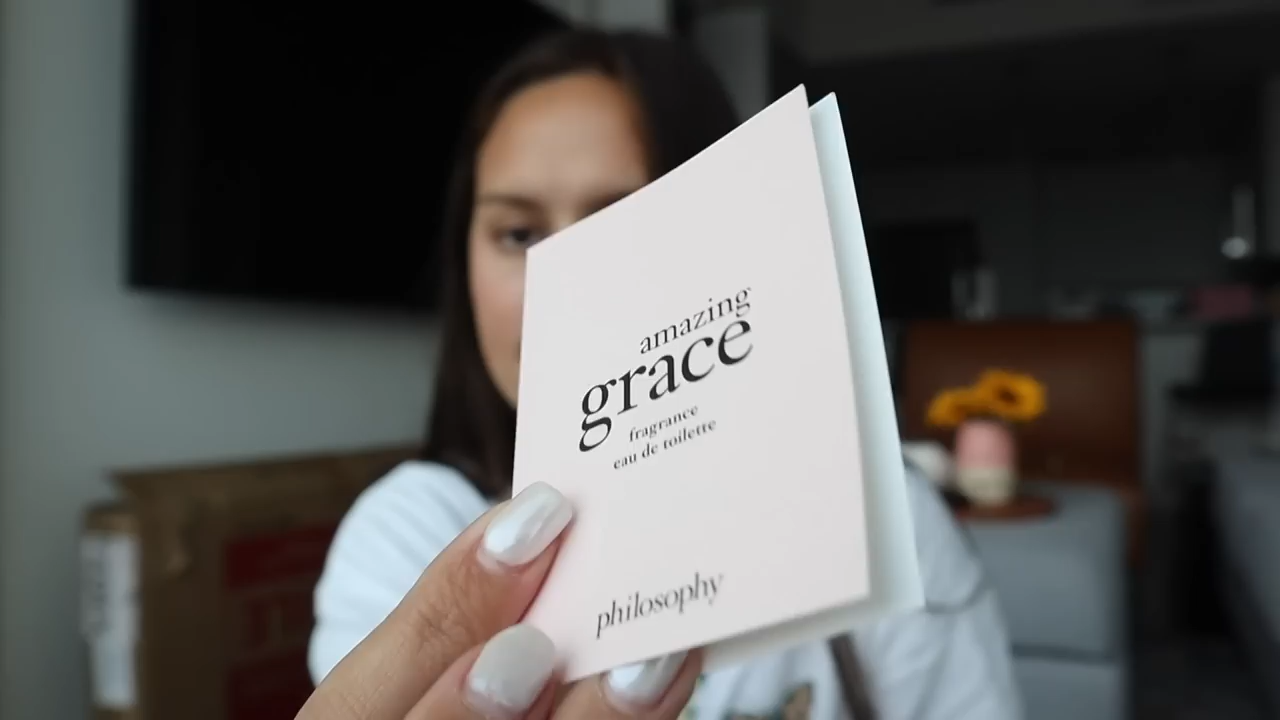 amazing
grace
fragrance
eau de toilette
philosophy